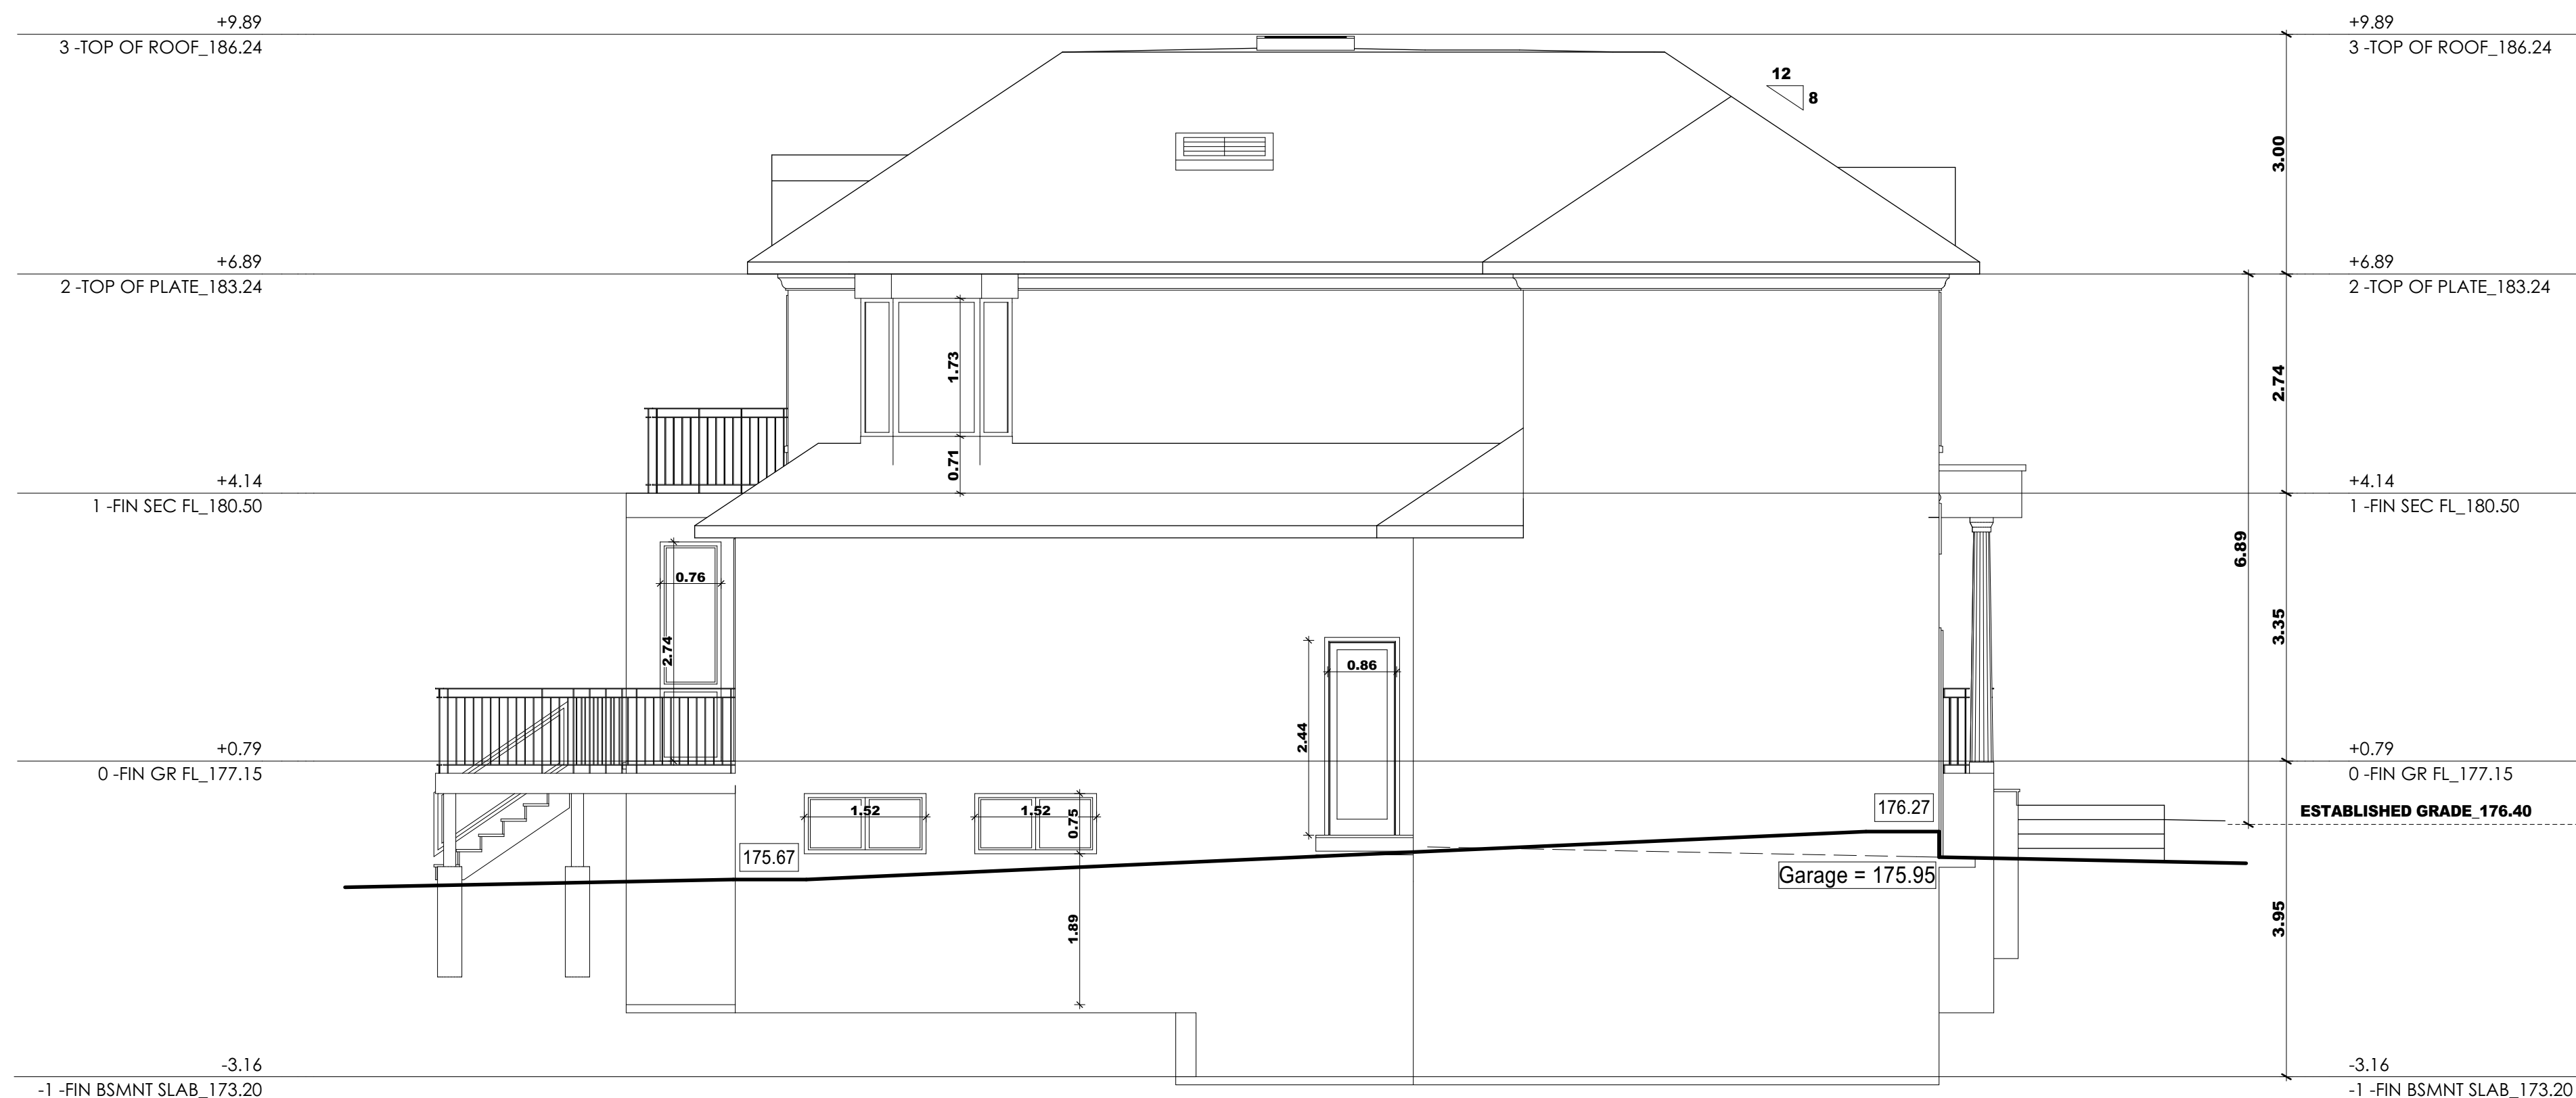 +9.89
3 -TOP OF ROOF_186.24
+9.89
3 -TOP OF ROOF_186.24
12
8
3.00
+6.89
2 -TOP OF PLATE_183.24
+6.89
2 -TOP OF PLATE_183.24
1.73
2.74
0.71
+4.14
1 -FIN SEC FL_180.50
+4.14
1 -FIN SEC FL_180.50
6.89
0.76
2.74
3.35
0.86
2.44
+0.79
0 -FIN GR FL_177.15
+0.79
0 -FIN GR FL_177.15
1.52
1.52
0.75
176.27
ESTABLISHED GRADE_176.40
175.67
Garage = 175.95
1.89
3.95
-3.16
-1 -FIN BSMNT SLAB_173.20
-3.16
-1 -FIN BSMNT SLAB_173.20